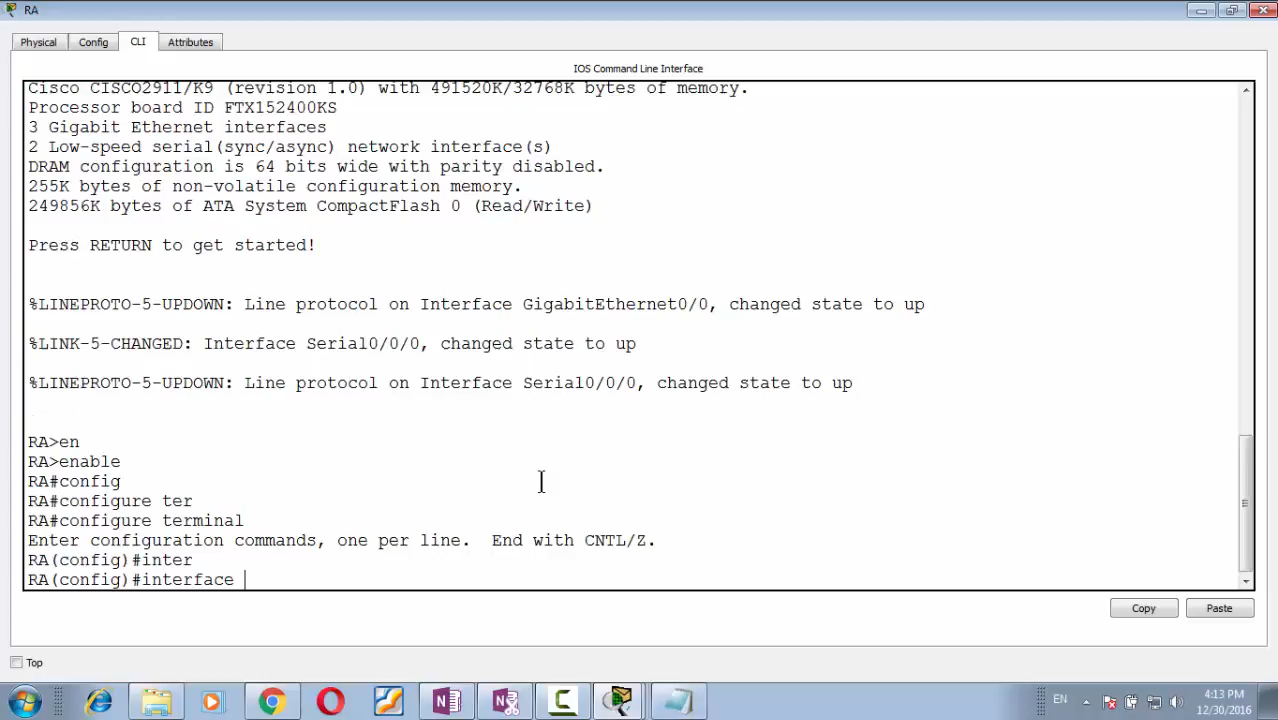 RA
Physical Config CLI Attributes
IOS Command Line Interface
Cisco CISCO2911/K9 (revision 1.0) with 491520K/32768K bytes of memory.
Processor board ID FTX152400KS
3 Gigabit Ethernet interfaces
2 Low-speed serial(sync/async) network interface(s)
DRAM configuration is 64 bits wide with parity disabled.
255K bytes of non-volatile configuration memory.
249856K bytes of ATA System CompactFlash 0 (Read/Write)
Press RETURN to get started!
%LINEPROTO-5-UPDOWN: Line protocol on Interface GigabitEthernet0/0, changed state to up
%LINK-5-CHANGED: Interface Serial0/0/0, changed state to up
%LINEPROTO-5-UPDOWN: Line protocol on Interface Serial0/0/0, changed state to up
RA>en
RA>enable
RA#config
RA#configure ter
RA#configure terminal
Enter configuration commands, one per line.  End with CNTL/Z.
RA(config)#inter
RA(config)#interface
Copy Paste
Top
EN
4:13 PM
12/30/2016